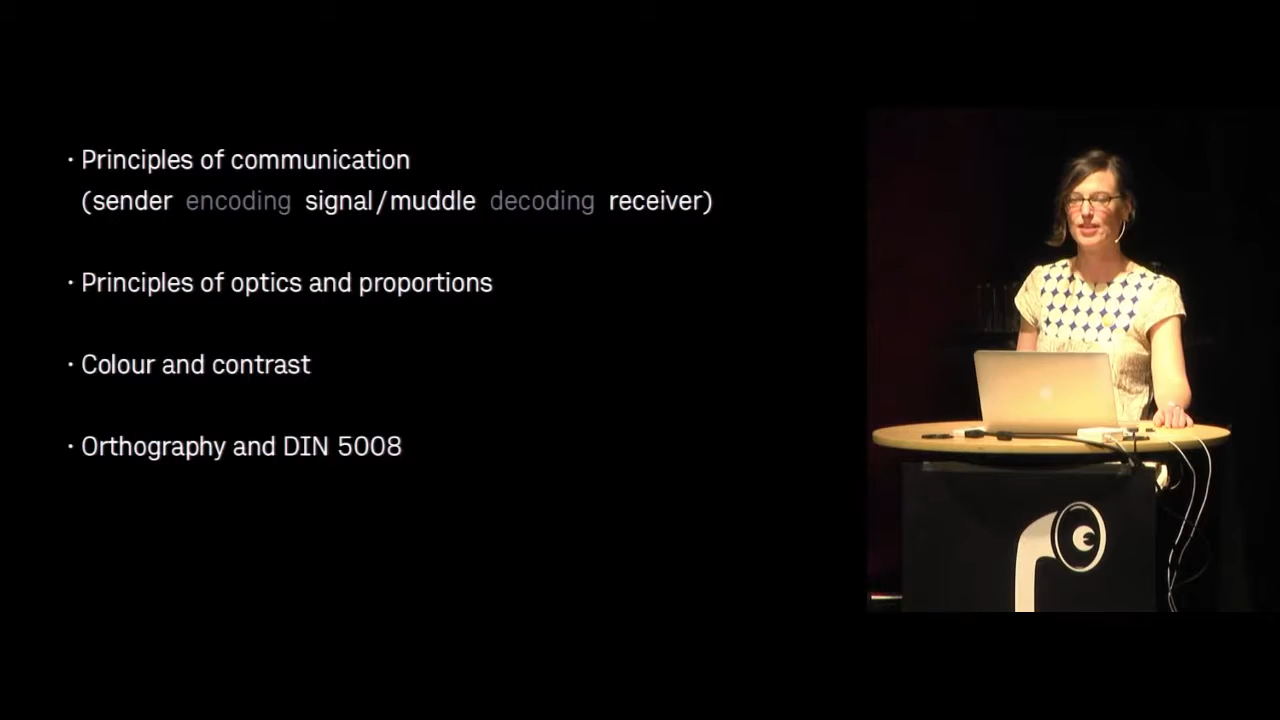 · Principles of communication
(sender encoding signal/muddle decoding receiver)
· Principles of optics and proportions
· Colour and contrast
· Orthography and DIN 5008